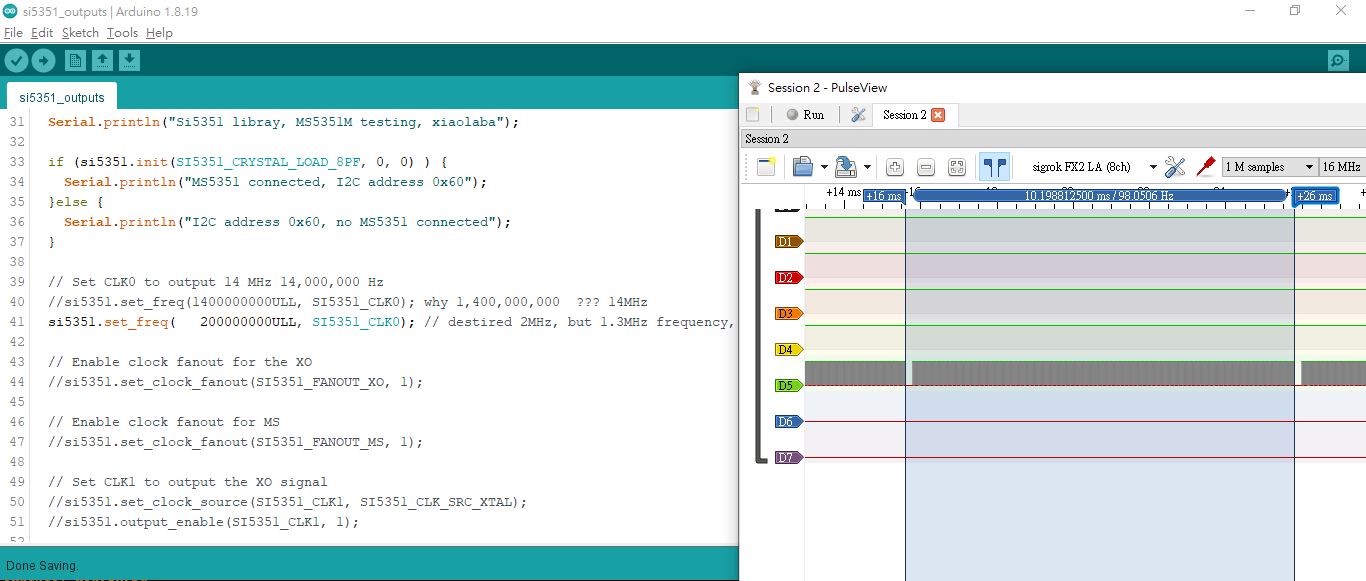 si5351_outputs | Arduino 1.8.19
File Edit Sketch Tools Help
si5351_outputs
31 Serial.println("Si5351 libray, MS5351M testing, xiaolaba");
32
33 if (si5351.init(SI5351_CRYSTAL_LOAD_8PF, 0, 0) ) {
34 Serial.println("MS5351 connected, I2C address 0x60");
35 }else {
36 Serial.println("I2C address 0x60, no MS5351 connected");
37 }
38
39 // Set CLK0 to output 14 MHz 14,000,000 Hz
40 //si5351.set_freq(1400000000ULL, SI5351_CLK0); why 1,400,000,000 ??? 14MHz
41 si5351.set_freq( 200000000ULL, SI5351_CLK0); // destired 2MHz, but 1.3MHz frequency,
42
43 // Enable clock fanout for the XO
44 //si5351.set_clock_fanout(SI5351_FANOUT_XO, 1);
45
46 // Enable clock fanout for MS
47 //si5351.set_clock_fanout(SI5351_FANOUT_MS, 1);
48
49 // Set CLK1 to output the XO signal
50 //si5351.set_clock_source(SI5351_CLK1, SI5351_CLK_SRC_XTAL);
51 //si5351.output_enable(SI5351_CLK1, 1);
52
Done Saving.
Session 2 - PulseView
Run
Session 2
Session 2
sigrok FX2 LA (8ch)
1 M samples
16 MHz
+14 ms
+16 ms
10.198812500 ms / 98.0506 Hz
+26 ms
D1
D2
D3
D4
D5
D6
D7